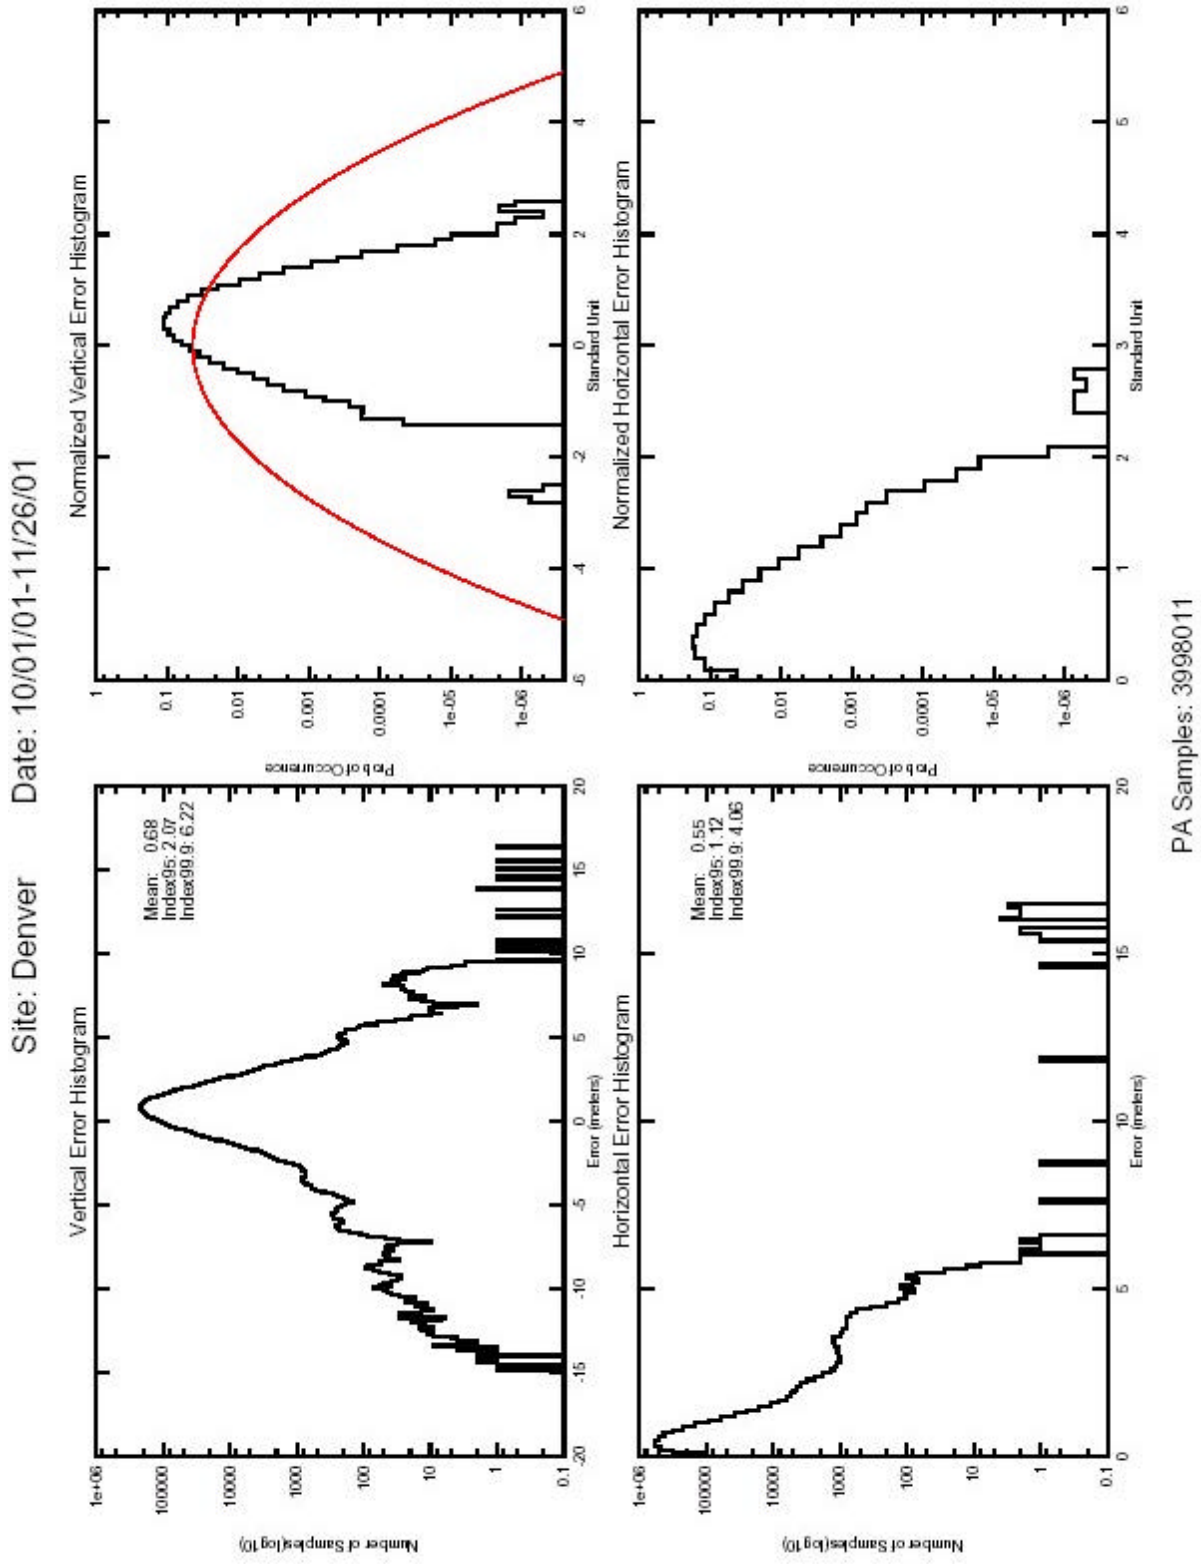 Site: Denver Date: 10/01/01-11/26/01
Vertical Error Histogram
Number of Samples(log10)
1e+06
100000
10000
1000
100
10
1
0.1
Mean: 0.68
Index95: 2.07
Index99.9: 6.22
-20 -15 -10 -5 0 5 10 15 20
Error (meters)
Normalized Vertical Error Histogram
Prob of Occurrence
1
0.1
0.01
0.001
0.0001
1e-05
1e-06
-6 -4 -2 0 2 4 6
Standard Unit
Horizontal Error Histogram
Number of Samples(log10)
1e+06
100000
10000
1000
100
10
1
0.1
Mean: 0.55
Index95: 1.12
Index99.9: 4.06
0 5 10 15 20
Error (meters)
Normalized Horizontal Error Histogram
Prob of Occurrence
1
0.1
0.01
0.001
0.0001
1e-05
1e-06
0 1 2 3 4 5 6
Standard Unit
PA Samples: 3998011